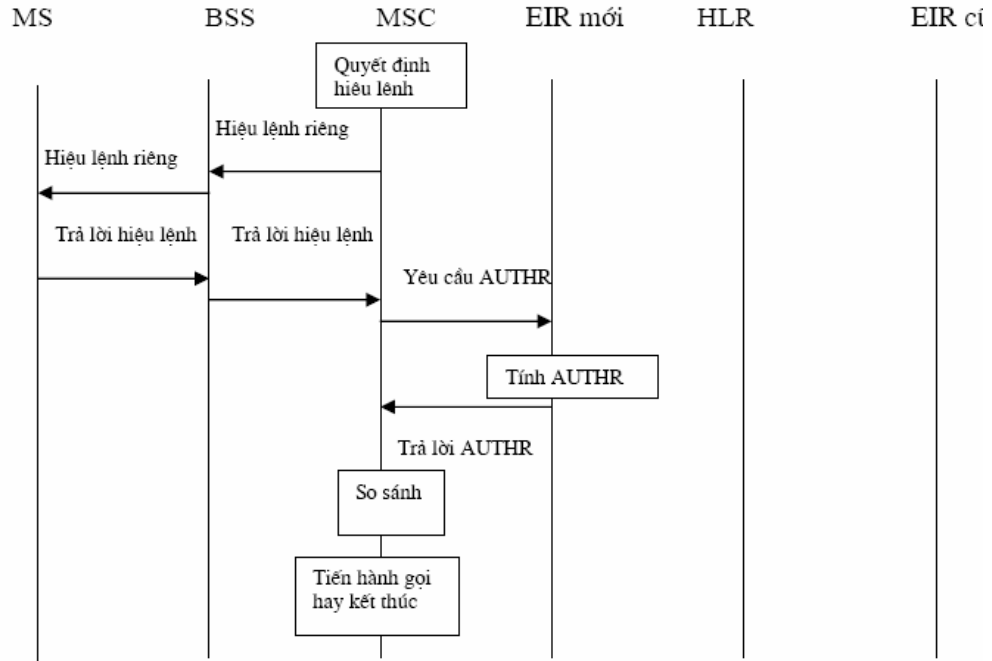 MS BSS MSC EIR mới HLR EIR cũ
Quyết định
hiệu lệnh
Hiệu lệnh riêng
Hiệu lệnh riêng
Trả lời hiệu lệnh Trả lời hiệu lệnh
Yêu cầu AUTHR
Tính AUTHR
Trả lời AUTHR
So sánh
Tiến hành gọi
hay kết thúc